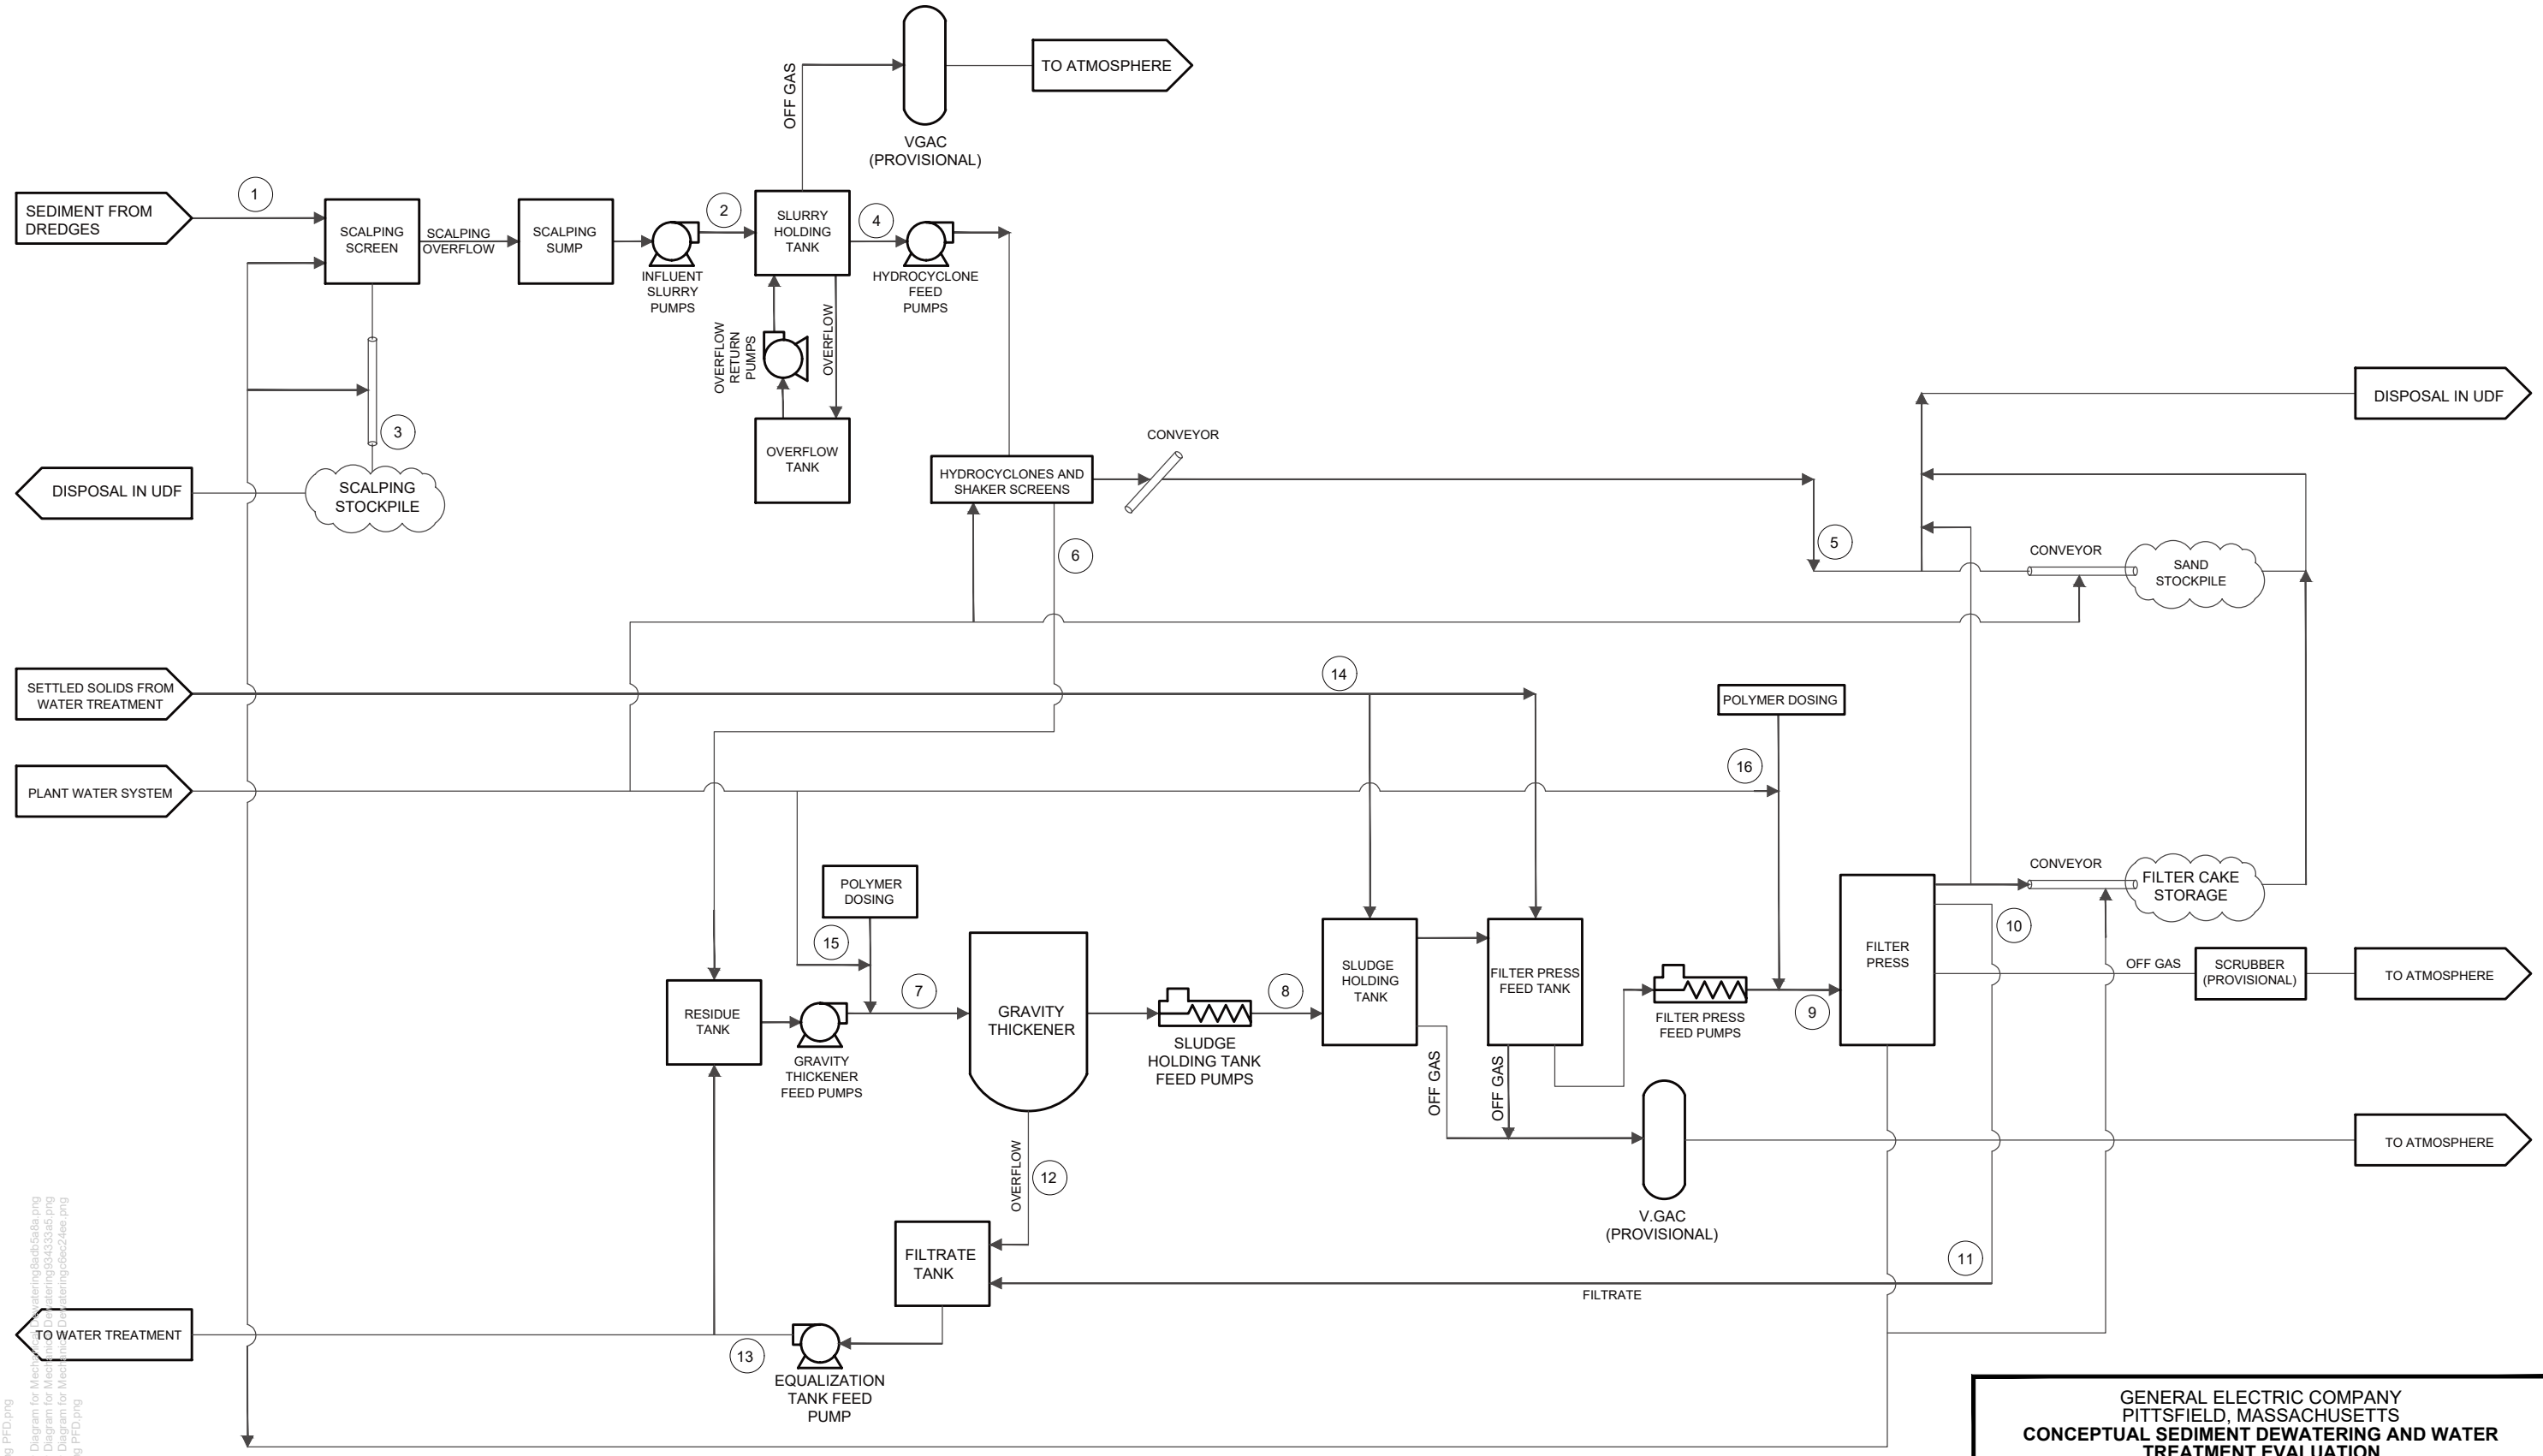 OFF GAS
TO ATMOSPHERE
VGAC
(PROVISIONAL)
1
SEDIMENT FROM
DREDGES
SCALPING
SCREEN
SCALPING
OVERFLOW
SCALPING
SUMP
INFLUENT
SLURRY
PUMPS
2
SLURRY
HOLDING
TANK
4
HYDROCYCLONE
FEED
PUMPS
OVERFLOW
RETURN
PUMPS
OVERFLOW
OVERFLOW
TANK
3
DISPOSAL IN UDF
SCALPING
STOCKPILE
CONVEYOR
HYDROCYCLONES AND
SHAKER SCREENS
DISPOSAL IN UDF
5
6
CONVEYOR
SAND
STOCKPILE
SETTLED SOLIDS FROM
WATER TREATMENT
14
POLYMER DOSING
16
PLANT WATER SYSTEM
POLYMER
DOSING
15
RESIDUE
TANK
GRAVITY
THICKENER
FEED PUMPS
7
GRAVITY
THICKENER
SLUDGE
HOLDING TANK
FEED PUMPS
8
SLUDGE
HOLDING
TANK
FILTER PRESS
FEED TANK
FILTER PRESS
FEED PUMPS
9
FILTER
PRESS
CONVEYOR
FILTER CAKE
STORAGE
10
OFF GAS
SCRUBBER
(PROVISIONAL)
TO ATMOSPHERE
OFF GAS
OFF GAS
V.GAC
(PROVISIONAL)
TO ATMOSPHERE
OVERFLOW
12
FILTRATE
TANK
11
FILTRATE
TO WATER TREATMENT
13
EQUALIZATION
TANK FEED
PUMP
GENERAL ELECTRIC COMPANY
PITTSFIELD, MASSACHUSETTS
CONCEPTUAL SEDIMENT DEWATERING AND WATER
TREATMENT EVALUATION
g PFD.png
g PFD.png